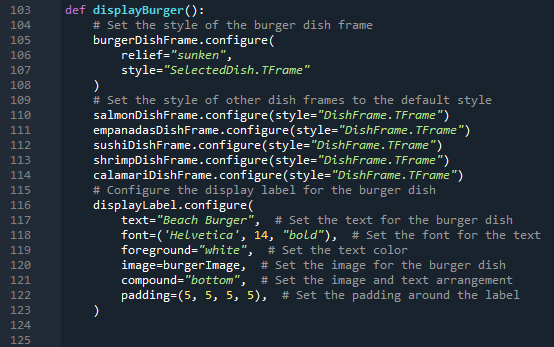 103 def displayBurger():
104     # Set the style of the burger dish frame
105     burgerDishFrame.configure(
106         relief="sunken",
107         style="SelectedDish.TFrame"
108     )
109     # Set the style of other dish frames to the default style
110     salmonDishFrame.configure(style="DishFrame.TFrame")
111     empanadasDishFrame.configure(style="DishFrame.TFrame")
112     sushiDishFrame.configure(style="DishFrame.TFrame")
113     shrimpDishFrame.configure(style="DishFrame.TFrame")
114     calamariDishFrame.configure(style="DishFrame.TFrame")
115     # Configure the display label for the burger dish
116     displayLabel.configure(
117         text="Beach Burger",  # Set the text for the burger dish
118         font=('Helvetica', 14, "bold"),  # Set the font for the text
119         foreground="white",  # Set the text color
120         image=burgerImage,  # Set the image for the burger dish
121         compound="bottom",  # Set the image and text arrangement
122         padding=(5, 5, 5, 5),  # Set the padding around the label
123     )
124
125